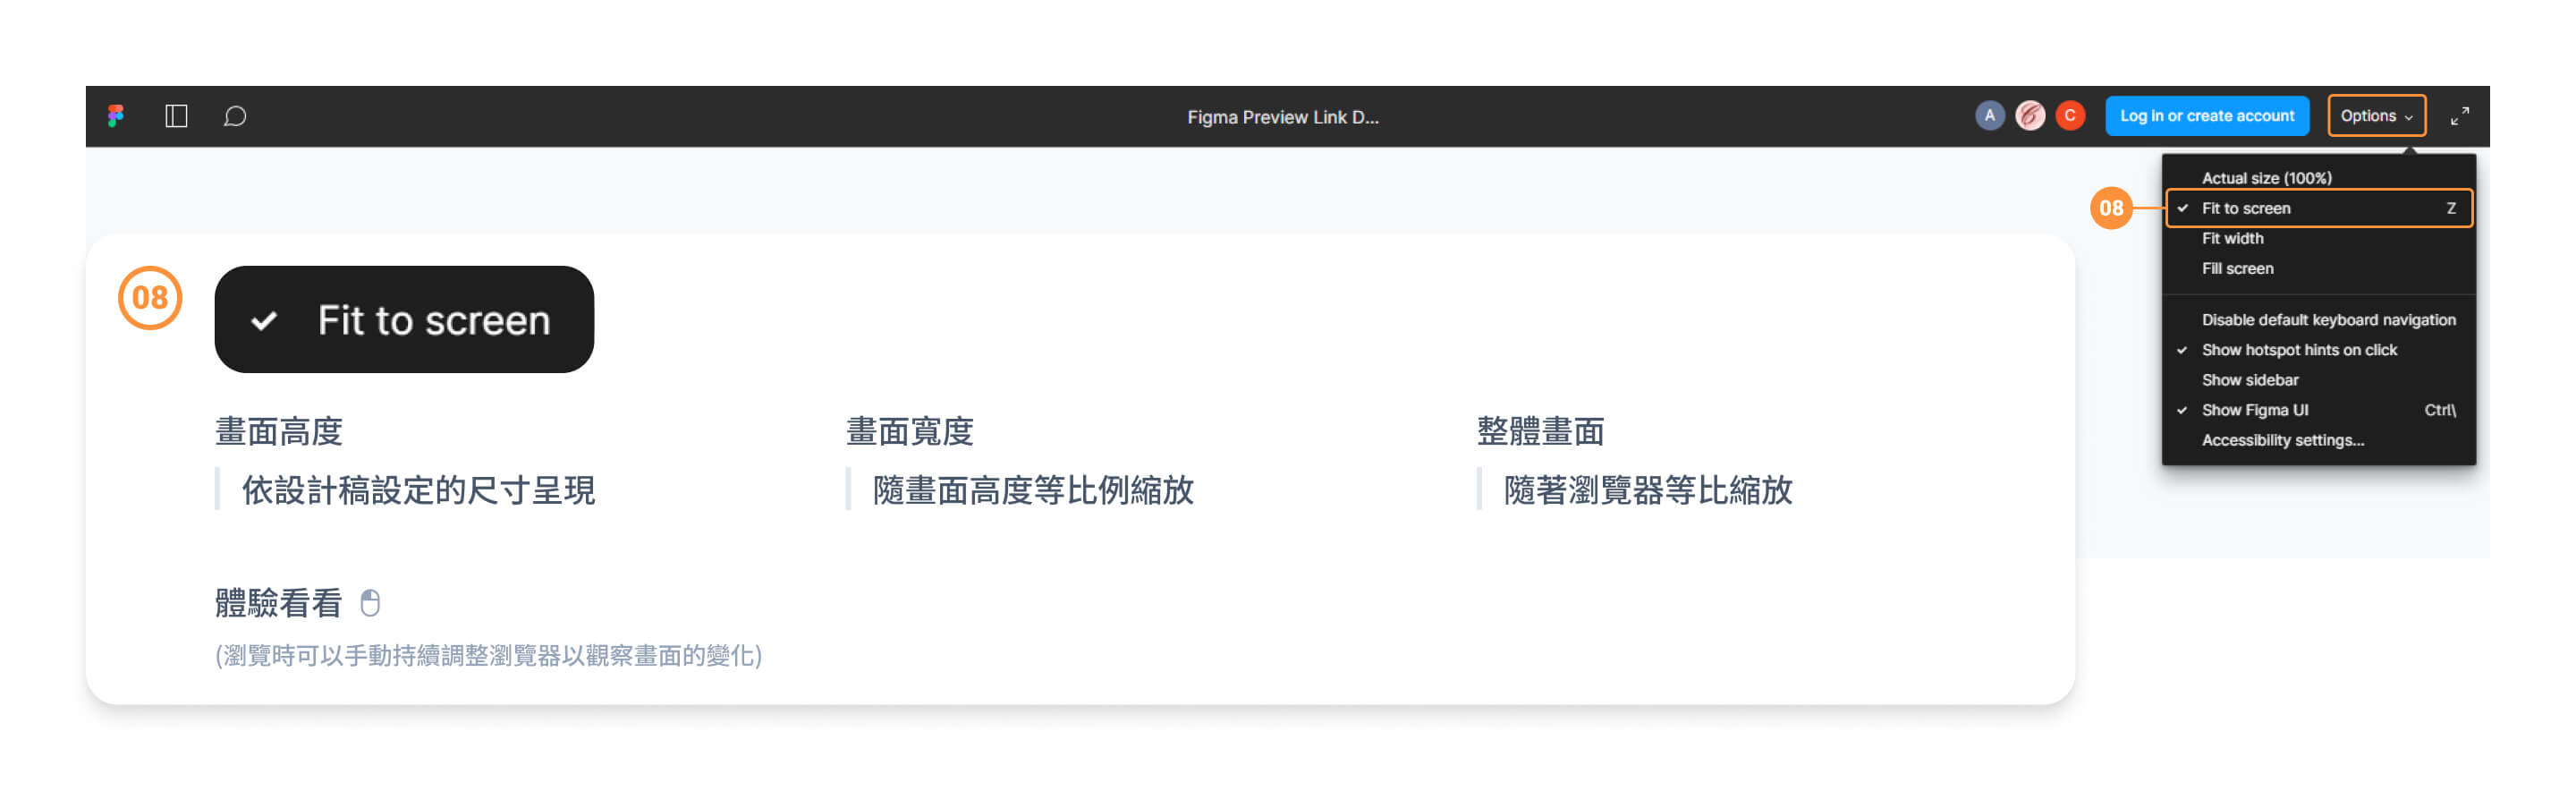 Figma Preview Link D...
A
C
Log in or create account
Options
Actual size (100%)
08
Fit to screen Z
Fit width
Fill screen
Disable default keyboard navigation
Show hotspot hints on click
Show sidebar
Show Figma UI Ctrl\
Accessibility settings...
08
Fit to screen
畫面高度
依設計稿設定的尺寸呈現
畫面寬度
隨畫面高度等比例縮放
整體畫面
隨著瀏覽器等比縮放
體驗看看
(瀏覽時可以手動持續調整瀏覽器以觀察畫面的變化)